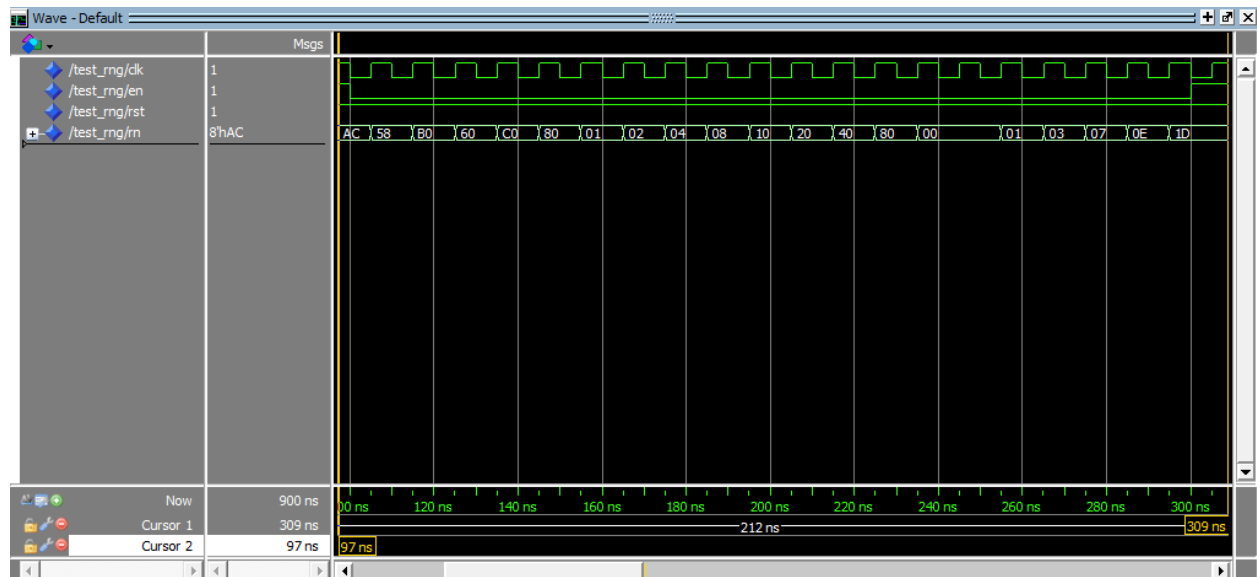 Wave - Default
Msgs
/test_rng/clk 1
/test_rng/en 1
/test_rng/rst 1
/test_rng/rn 8'hAC AC 58 B0 60 C0 80 01 02 04 08 10 20 40 80 00 01 03 07 0E 1D
Now 900 ns 00 ns 120 ns 140 ns 160 ns 180 ns 200 ns 220 ns 240 ns 260 ns 280 ns 300 ns
Cursor 1 309 ns 212 ns 309 ns
Cursor 2 97 ns 97 ns